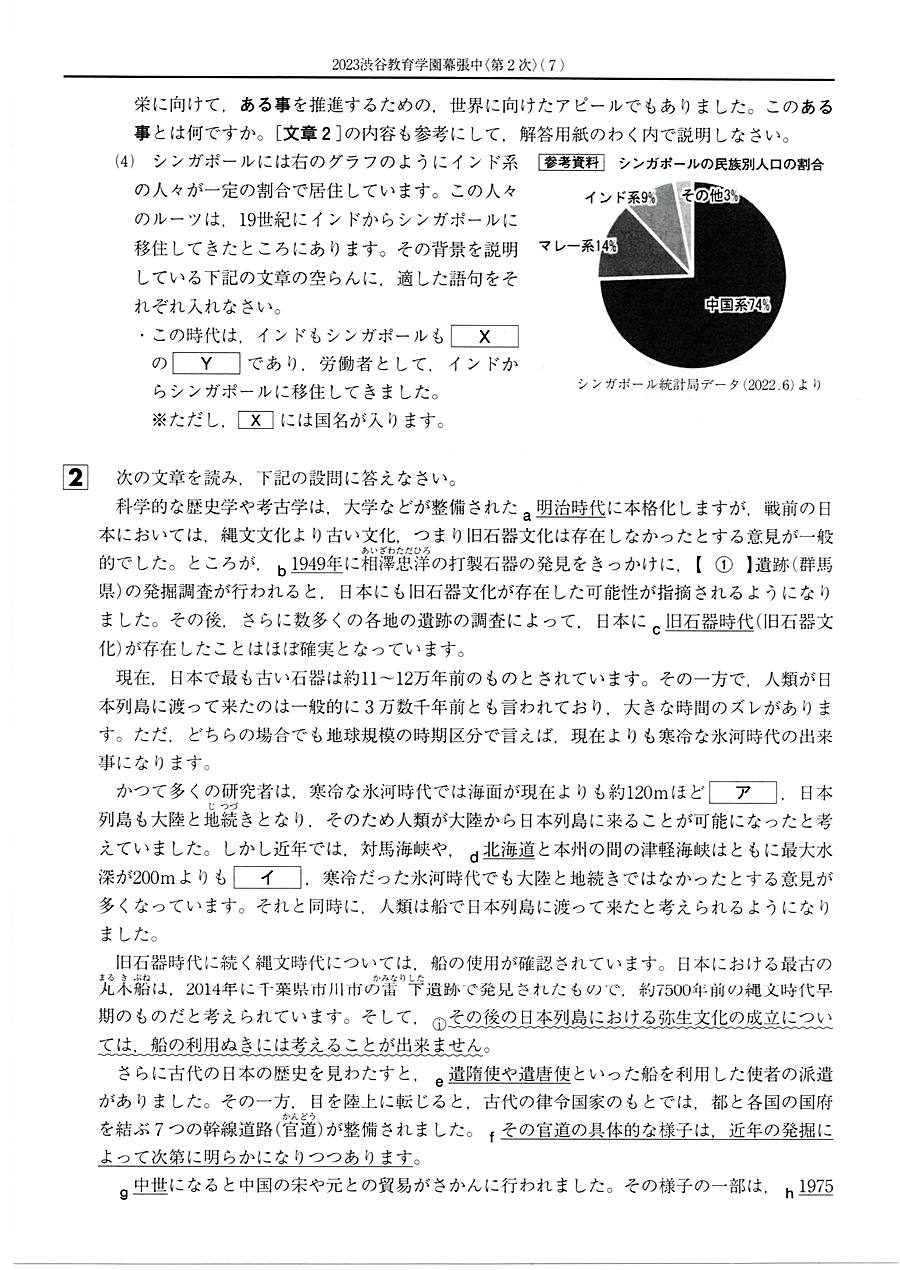 2023渋谷教育学園幕張中〈第2次〉(7)
栄に向けて，ある事を推進するための，世界に向けたアピールでもありました。このある
事とは何ですか。[文章2]の内容も参考にして，解答用紙のわく内で説明しなさい。
(4) シンガポールには右のグラフのようにインド系
の人々が一定の割合で居住しています。この人々
のルーツは，19世紀にインドからシンガポールに
移住してきたところにあります。その背景を説明
している下記の文章の空らんに，適した語句をそ
れぞれ入れなさい。
・この時代は，インドもシンガポールも X
の Y であり，労働者として，インドか
らシンガポールに移住してきました。
※ただし，X には国名が入ります。
参考資料 シンガポールの民族別人口の割合
インド系9%
その他3%
マレー系14%
中国系74%
シンガポール統計局データ(2022.6)より
2 次の文章を読み，下記の設問に答えなさい。
科学的な歴史学や考古学は，大学などが整備された a 明治時代に本格化しますが，戦前の日
本においては，縄文文化より古い文化，つまり旧石器文化は存在しなかったとする意見が一般
あいざわただひろ
的でした。ところが，b 1949年に相澤忠洋の打製石器の発見をきっかけに，【 ① 】遺跡(群馬
県)の発掘調査が行われると，日本にも旧石器文化が存在した可能性が指摘されるようになり
ました。その後，さらに数多くの各地の遺跡の調査によって，日本に c 旧石器時代(旧石器文
化)が存在したことはほぼ確実となっています。
現在，日本で最も古い石器は約11～12万年前のものとされています。その一方で，人類が日
本列島に渡って来たのは一般的に3万数千年前とも言われており，大きな時間のズレがありま
す。ただ，どちらの場合でも地球規模の時期区分で言えば，現在よりも寒冷な氷河時代の出来
事になります。
かつて多くの研究者は，寒冷な氷河時代では海面が現在よりも約120mほど ア ，日本
じつづ
列島も大陸と地続きとなり，そのため人類が大陸から日本列島に来ることが可能になったと考
えていました。しかし近年では，対馬海峡や，d 北海道と本州の間の津軽海峡はともに最大水
深が200mよりも イ ，寒冷だった氷河時代でも大陸と地続きではなかったとする意見が
多くなっています。それと同時に，人類は船で日本列島に渡って来たと考えられるようになり
ました。
旧石器時代に続く縄文時代については，船の使用が確認されています。日本における最古の
まるきぶね かみなりした
丸木船は，2014年に千葉県市川市の雷下遺跡で発見されたもので，約7500年前の縄文時代早
期のものだと考えられています。そして，①その後の日本列島における弥生文化の成立につい
ては，船の利用ぬきには考えることが出来ません。
さらに古代の日本の歴史を見わたすと，e 遣隋使や遣唐使といった船を利用した使者の派遣
がありました。その一方，目を陸上に転じると，古代の律令国家のもとでは，都と各国の国府
かんどう
を結ぶ7つの幹線道路(官道)が整備されました。f その官道の具体的な様子は，近年の発掘に
よって次第に明らかになりつつあります。
g 中世になると中国の宋や元との貿易がさかんに行われました。その様子の一部は，h 1975